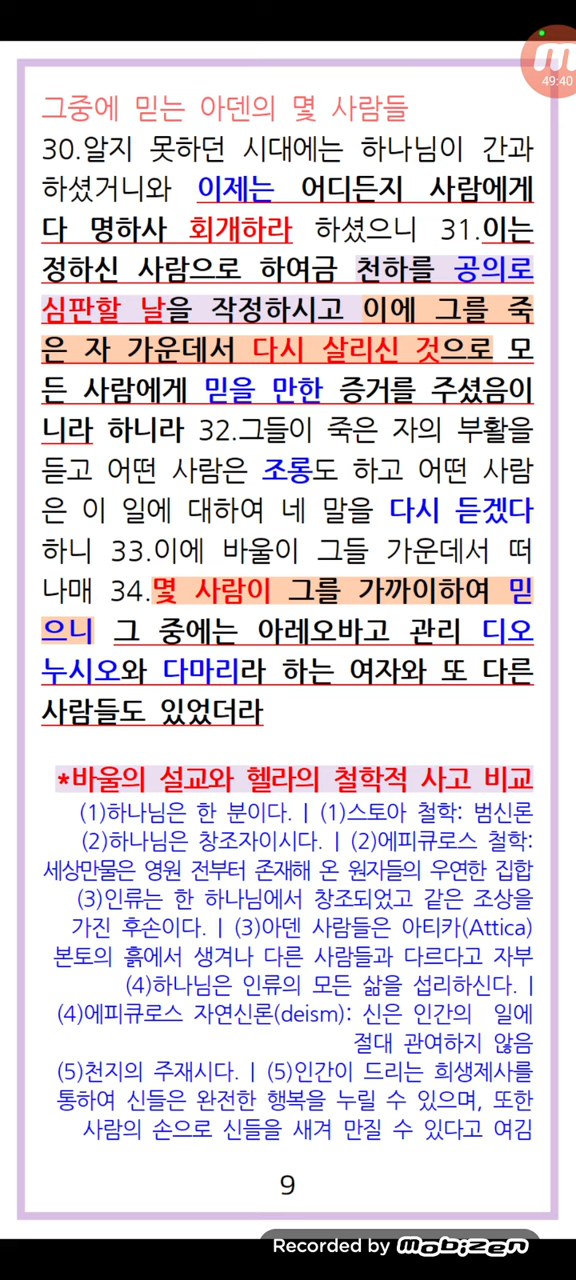 49:40
그중에 믿는 아덴의 몇 사람들
30.알지 못하던 시대에는 하나님이 간과
하셨거니와 이제는 어디든지 사람에게
다 명하사 회개하라 하셨으니 31.이는
정하신 사람으로 하여금 천하를 공의로
심판할 날을 작정하시고 이에 그를 죽
은 자 가운데서 다시 살리신 것으로 모
든 사람에게 믿을 만한 증거를 주셨음이
니라 하니라 32.그들이 죽은 자의 부활을
듣고 어떤 사람은 조롱도 하고 어떤 사람
은 이 일에 대하여 네 말을 다시 듣겠다
하니 33.이에 바울이 그들 가운데서 떠
나매 34.몇 사람이 그를 가까이하여 믿
으니 그 중에는 아레오바고 관리 디오
누시오와 다마리라 하는 여자와 또 다른
사람들도 있었더라
*바울의 설교와 헬라의 철학적 사고 비교
(1)하나님은 한 분이다. | (1)스토아 철학: 범신론
(2)하나님은 창조자이시다. | (2)에피큐로스 철학:
세상만물은 영원 전부터 존재해 온 원자들의 우연한 집합
(3)인류는 한 하나님에서 창조되었고 같은 조상을
가진 후손이다. | (3)아덴 사람들은 아티카(Attica)
본토의 흙에서 생겨나 다른 사람들과 다르다고 자부
(4)하나님은 인류의 모든 삶을 섭리하신다. |
(4)에피큐로스 자연신론(deism): 신은 인간의 일에
절대 관여하지 않음
(5)천지의 주재시다. | (5)인간이 드리는 희생제사를
통하여 신들은 완전한 행복을 누릴 수 있으며, 또한
사람의 손으로 신들을 새겨 만질 수 있다고 여김
9
Recorded by mobizen